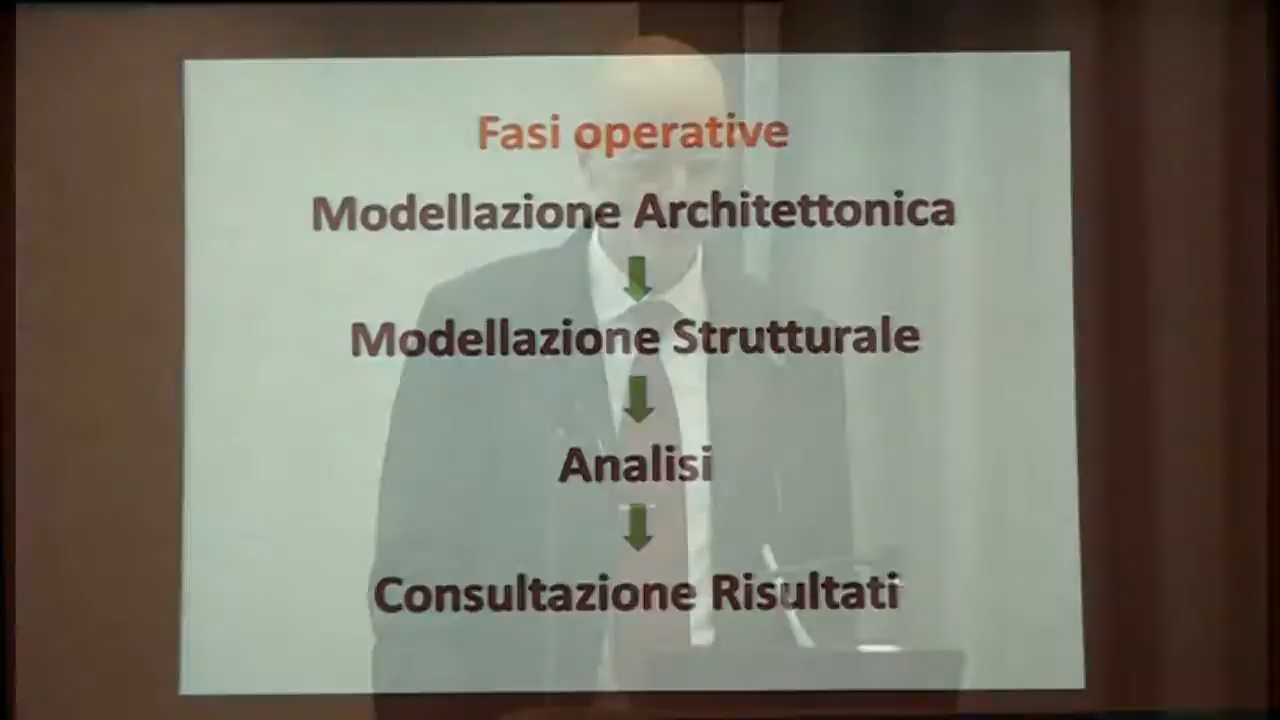 Fasi operative
Modellazione Architettonica
Modellazione Strutturale
Analisi
Consultazione Risultati